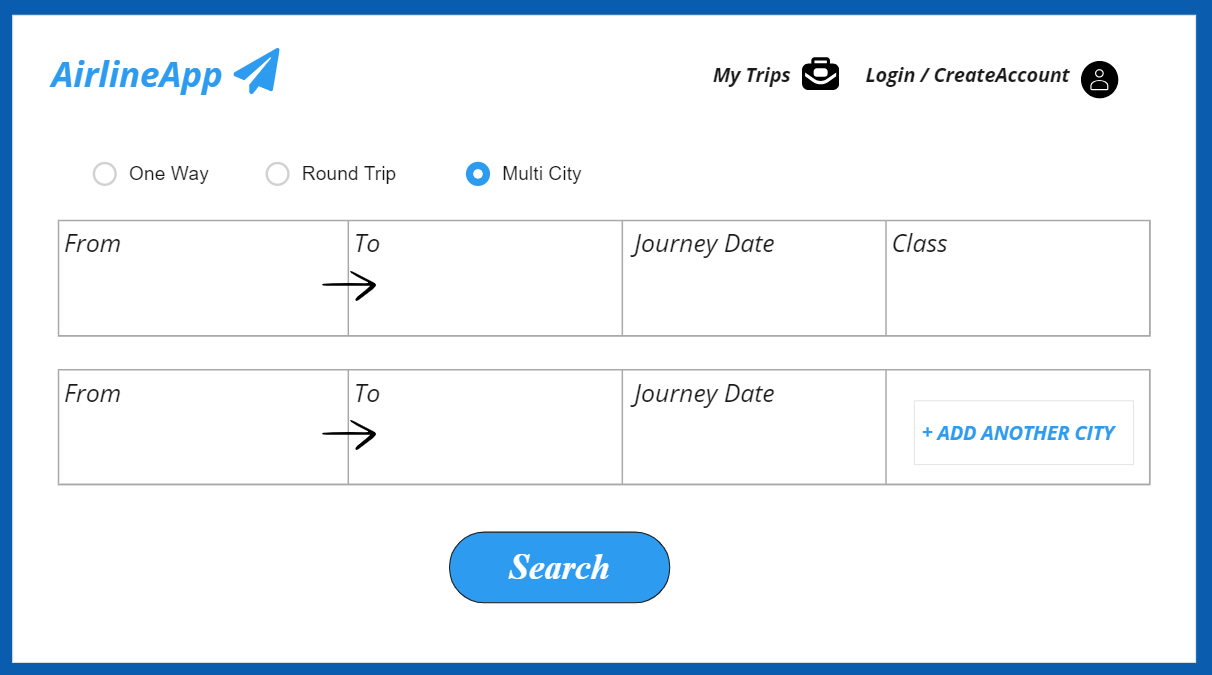 AirlineApp My Trips Login / CreateAccount
One Way Round Trip Multi City
From To Journey Date Class
From To Journey Date + ADD ANOTHER CITY
Search